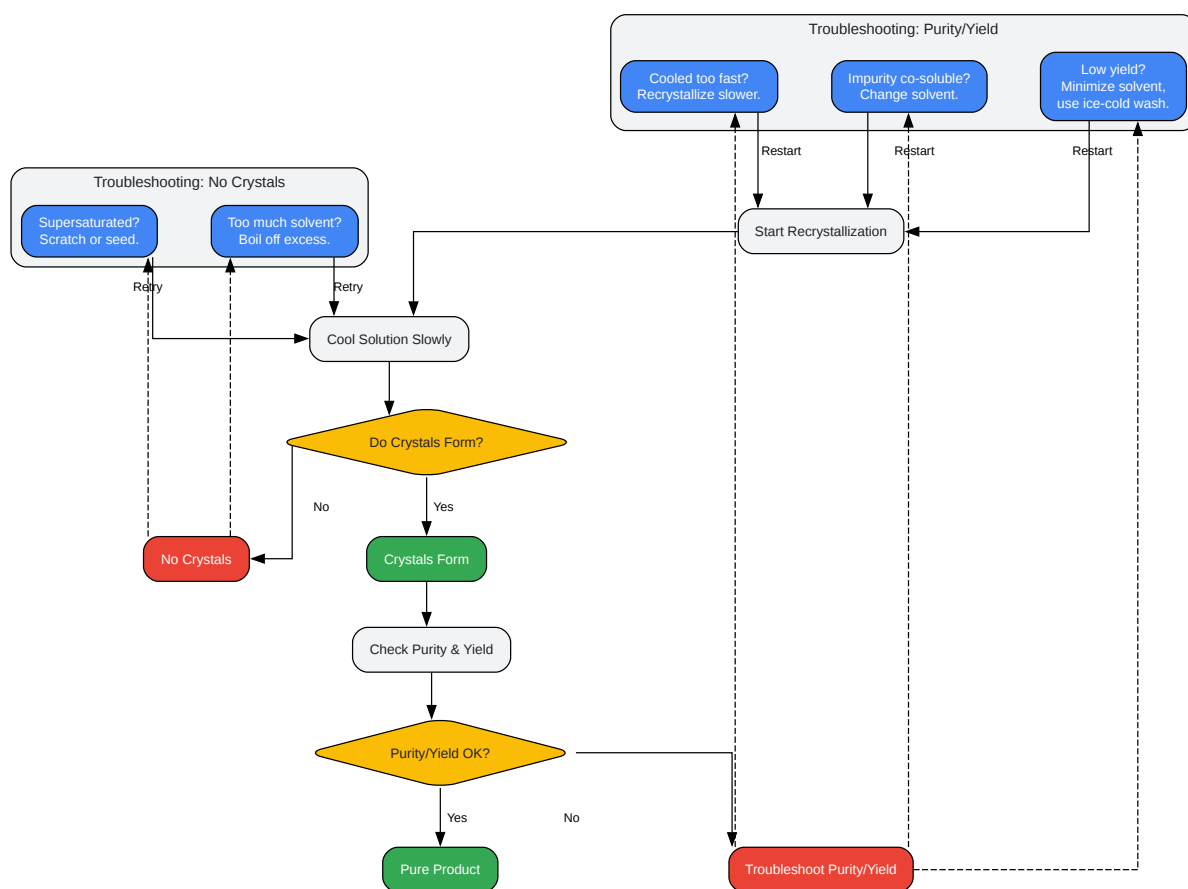 Troubleshooting: Purity/Yield
Cooled too fast?
Recrystallize slower.
Impurity co-soluble?
Change solvent.
Low yield?
Minimize solvent,
use ice-cold wash.
Restart
Restart
Restart
Troubleshooting: No Crystals
Supersaturated?
Scratch or seed.
Too much solvent?
Boil off excess.
Start Recrystallization
Retry
Retry
Cool Solution Slowly
Do Crystals Form?
No
Yes
No Crystals
Crystals Form
Check Purity & Yield
Purity/Yield OK?
Yes
No
Pure Product
Troubleshoot Purity/Yield